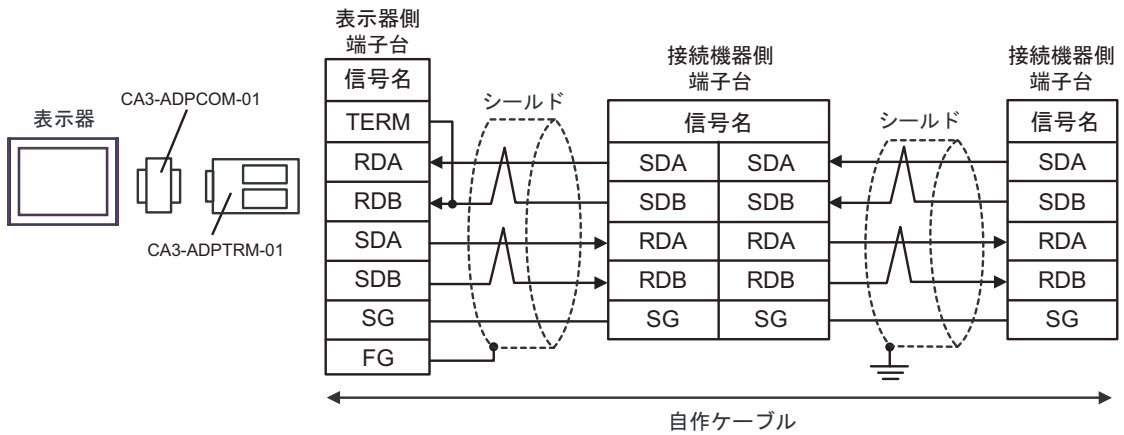 表示器
CA3-ADPCOM-01
CA3-ADPTRM-01
表示器側
端子台
信号名
TERM
RDA
RDB
SDA
SDB
SG
FG
シールド
接続機器側
端子台
信号名
SDA SDA
SDB SDB
RDA RDA
RDB RDB
SG SG
シールド
接続機器側
端子台
信号名
SDA
SDB
RDA
RDB
SG
自作ケーブル